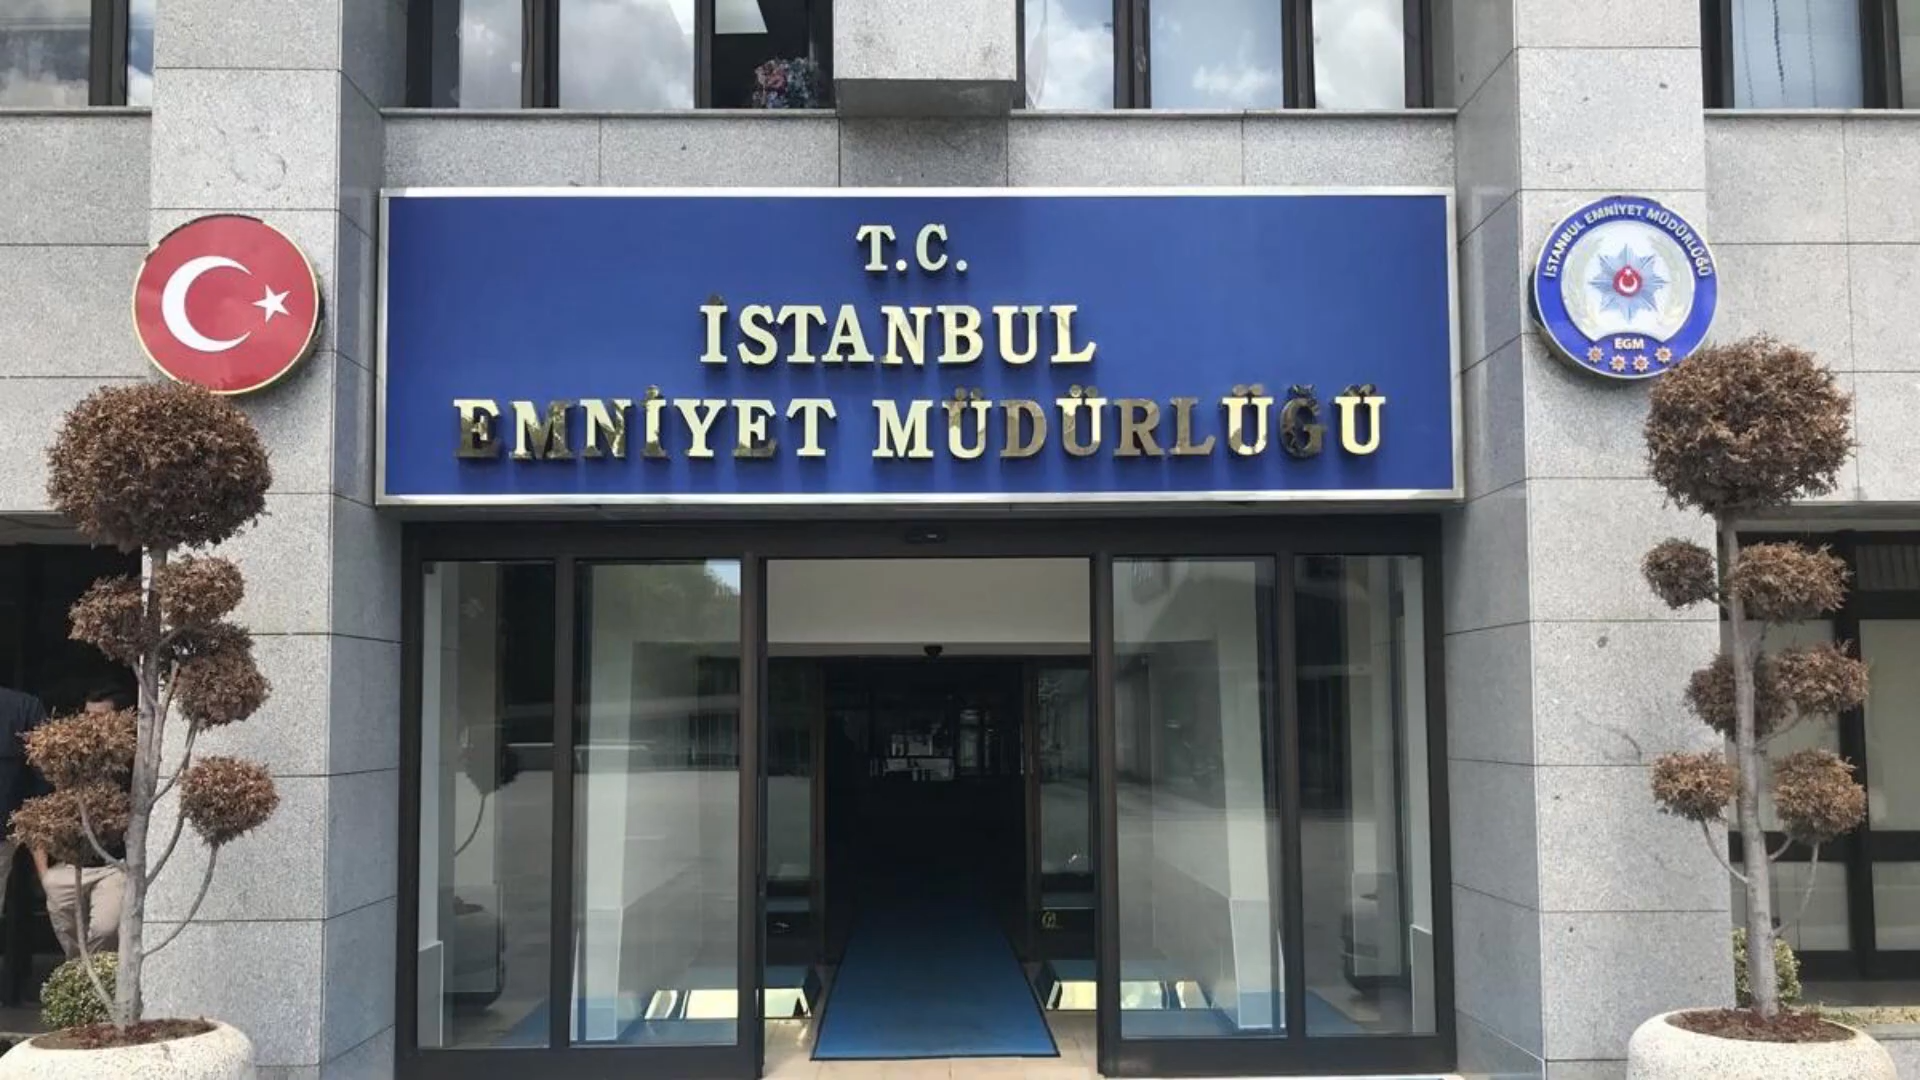 T.C.
İSTANBUL
EMNİYET MÜDÜRLÜĞÜ
İSTANBUL EMNİYET MÜDÜRLÜĞÜ
EGM